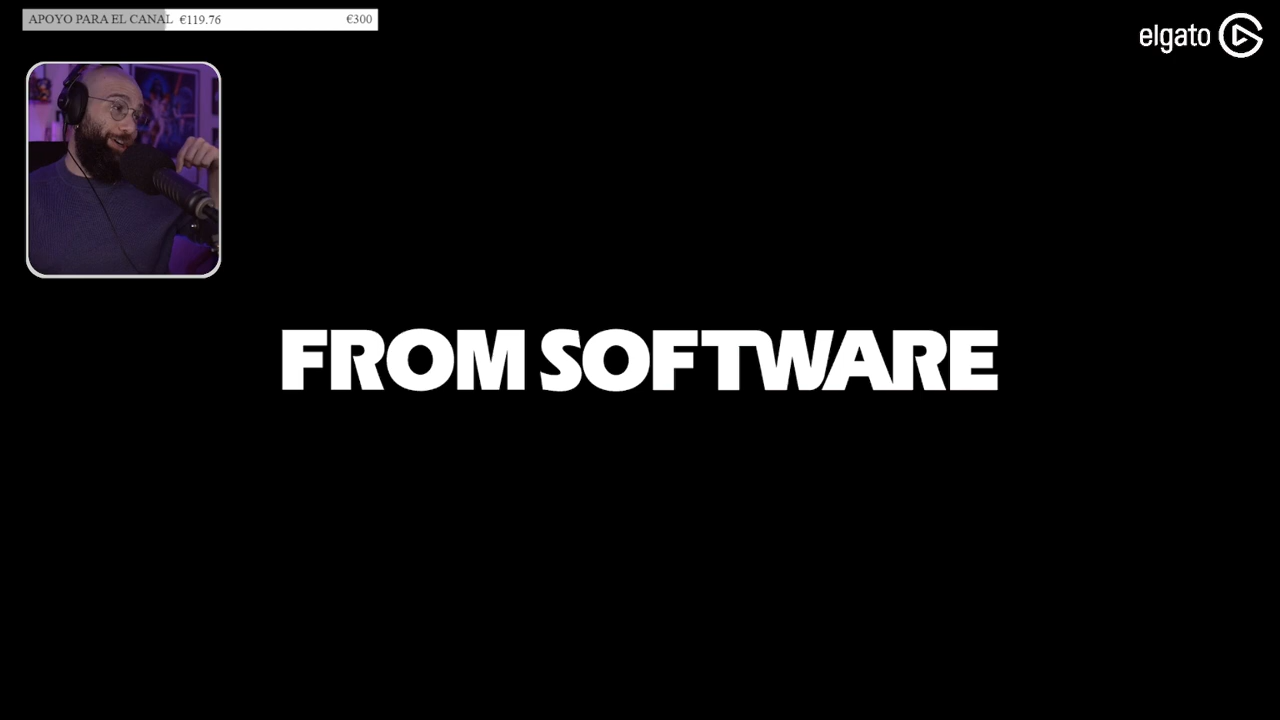 APOYO PARA EL CANAL €119.76 €300
elgato
FROM SOFTWARE